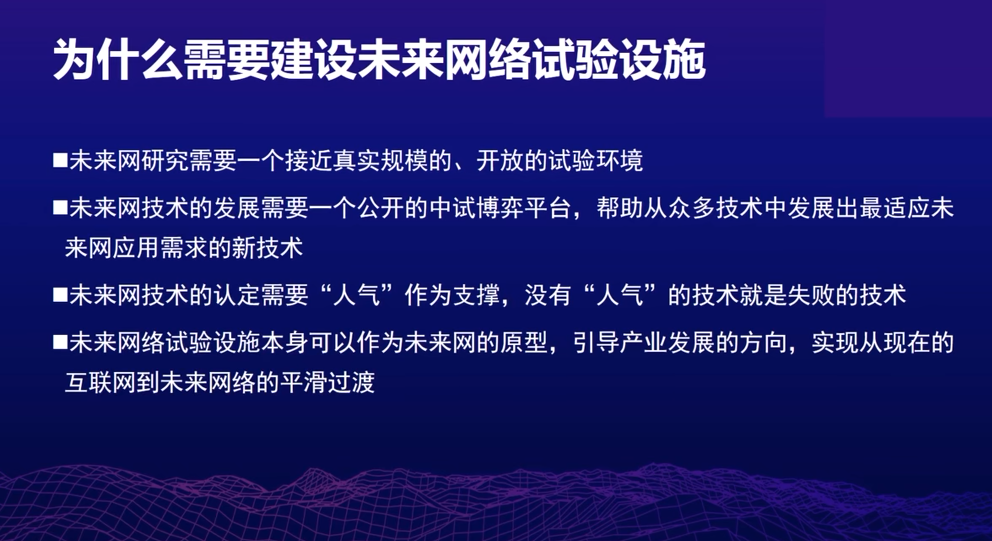 为什么需要建设未来网络试验设施
■未来网研究需要一个接近真实规模的、开放的试验环境
■未来网技术的发展需要一个公开的中试博弈平台，帮助从众多技术中发展出最适应未
来网应用需求的新技术
■未来网技术的认定需要“人气”作为支撑，没有“人气”的技术就是失败的技术
■未来网络试验设施本身可以作为未来网的原型，引导产业发展的方向，实现从现在的
互联网到未来网络的平滑过渡